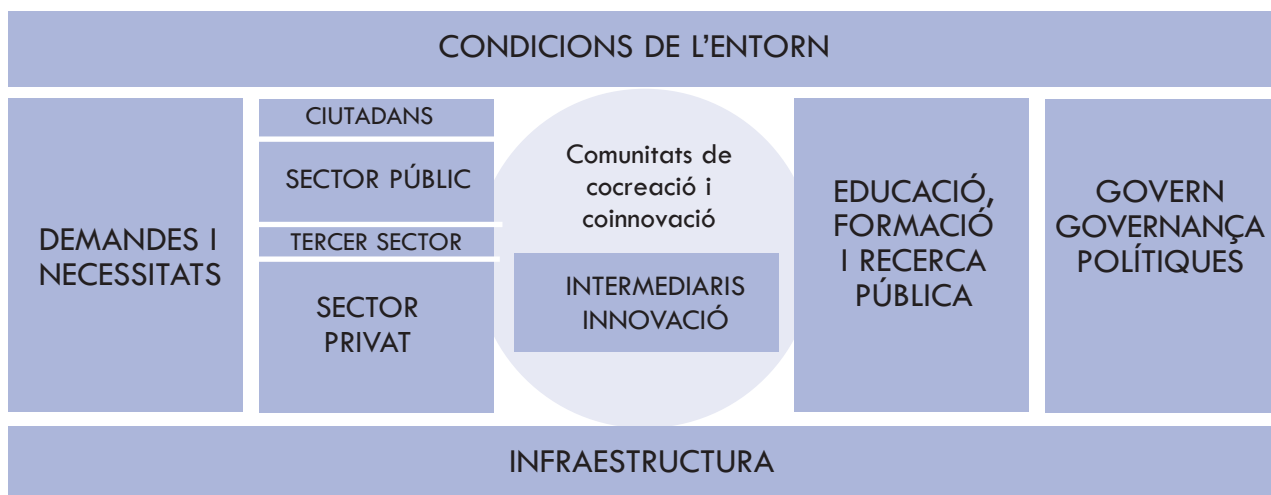 CONDICIONS DE L'ENTORN
DEMANDES I
NECESSITATS
CIUTADANS
SECTOR PÚBLIC
TERCER SECTOR
SECTOR
PRIVAT
Comunitats de
cocreació i
coinnovació
INTERMEDIARIS
INNOVACIÓ
EDUCACIÓ,
FORMACIÓ
I RECERCA
PÚBLICA
GOVERN
GOVERNANÇA
POLÍTIQUES
INFRAESTRUCTURA